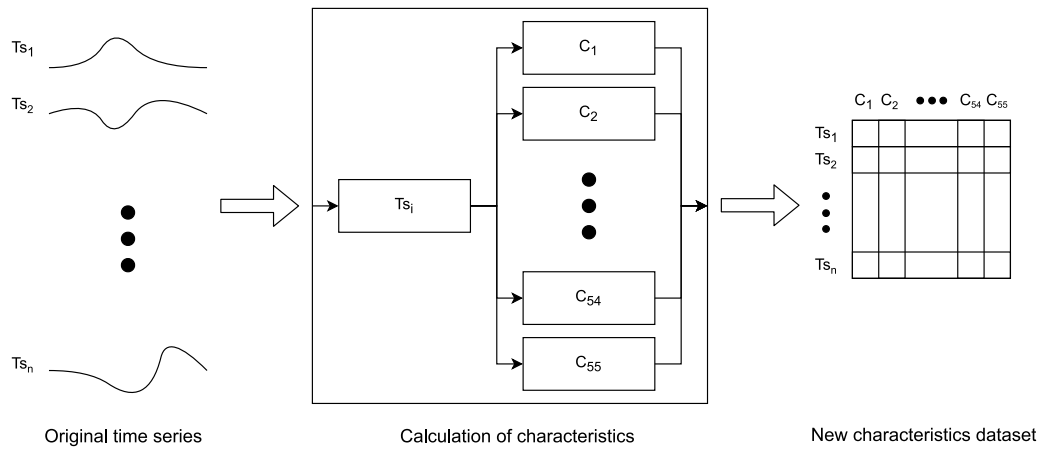 Ts1
Ts2
Tsn
Original time series
Tsi
C1
C2
C54
C55
Calculation of characteristics
C1 C2 C54 C55
Ts1
Ts2
Tsn
New characteristics dataset